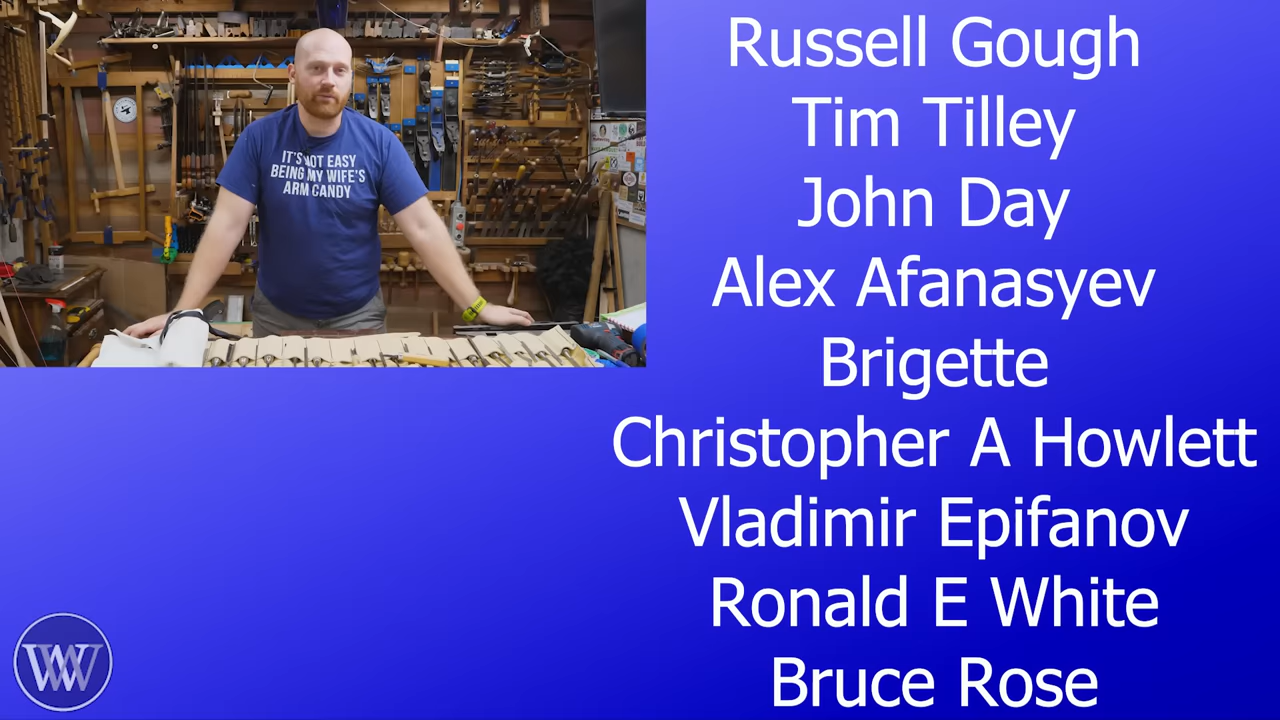 IT'S NOT EASY
BEING MY WIFE'S
ARM CANDY
Russell Gough
Tim Tilley
John Day
Alex Afanasyev
Brigette
Christopher A Howlett
Vladimir Epifanov
Ronald E White
Bruce Rose
WW